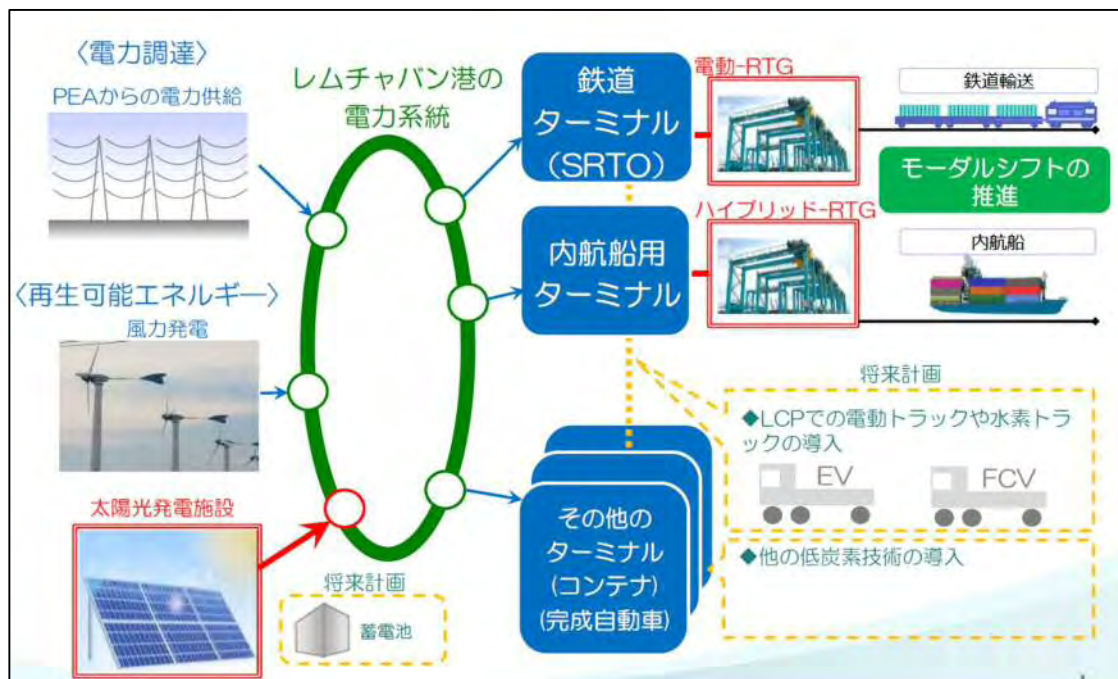 〈電力調達〉
PEAからの電力供給
〈再生可能エネルギー〉
風力発電
太陽光発電施設
レムチャバン港の
電力系統
将来計画
蓄電池
鉄道
ターミナル
(SRTO)
内航船用
ターミナル
その他の
ターミナル
(コンテナ)
(完成自動車)
電動-RTG
ハイブリッド-RTG
鉄道輸送
モーダルシフトの
推進
内航船
将来計画
◆LCPでの電動トラックや水素トラ
ックの導入
EV
FCV
◆他の低炭素技術の導入